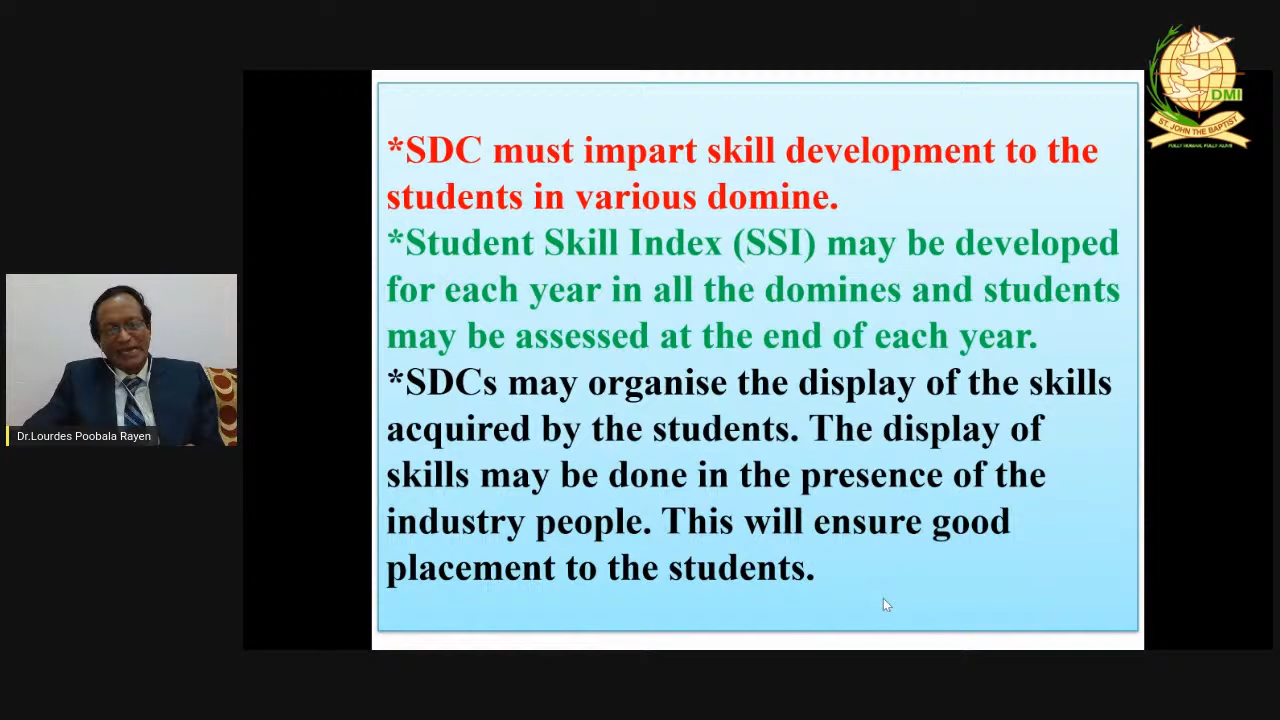 *SDC must impart skill development to the
students in various domine.
*Student Skill Index (SSI) may be developed
for each year in all the domines and students
may be assessed at the end of each year.
*SDCs may organise the display of the skills
acquired by the students. The display of
skills may be done in the presence of the
industry people. This will ensure good
placement to the students.
Dr.Lourdes Poobala Rayen
DMI
ST. JOHN THE BAPTIST
FULLY HUMAN, FULLY ALIVE